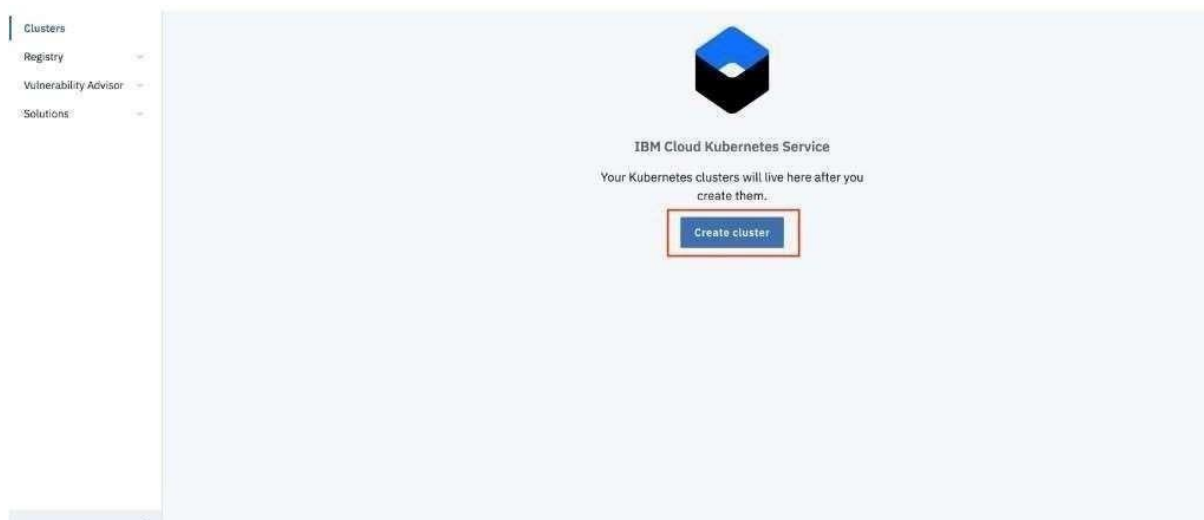 Clusters
Registry
Vulnerability Advisor
Solutions
IBM Cloud Kubernetes Service
Your Kubernetes clusters will live here after you
create them.
Create cluster